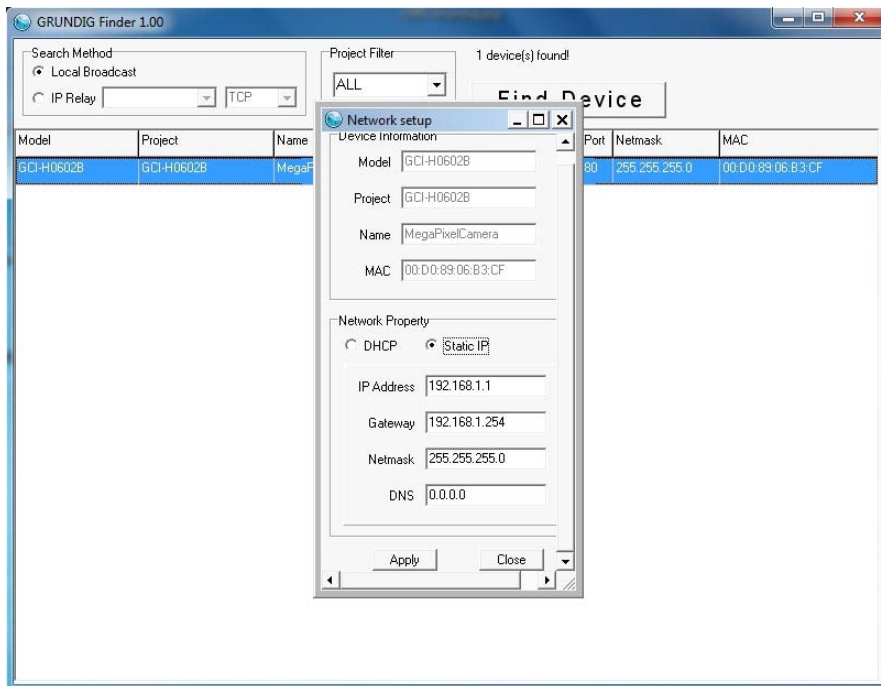 GRUNDIG Finder 1.00
Search Method
Local Broadcast
IP Relay
TCP
Project Filter
ALL
1 device(s) found!
Find Device
Model Project Name Port Netmask MAC
GCI-H0602B GCI-H0602B 80 255.255.255.0 00:D0:89:06:B3:CF
Network setup
Device Information
Model GCI-H0602B
Project GCI-H0602B
Name MegaPixelCamera
MAC 00:D0:89:06:B3:CF
Network Property
DHCP Static IP
IP Address 192.168.1.1
Gateway 192.168.1.254
Netmask 255.255.255.0
DNS 0.0.0.0
Apply Close